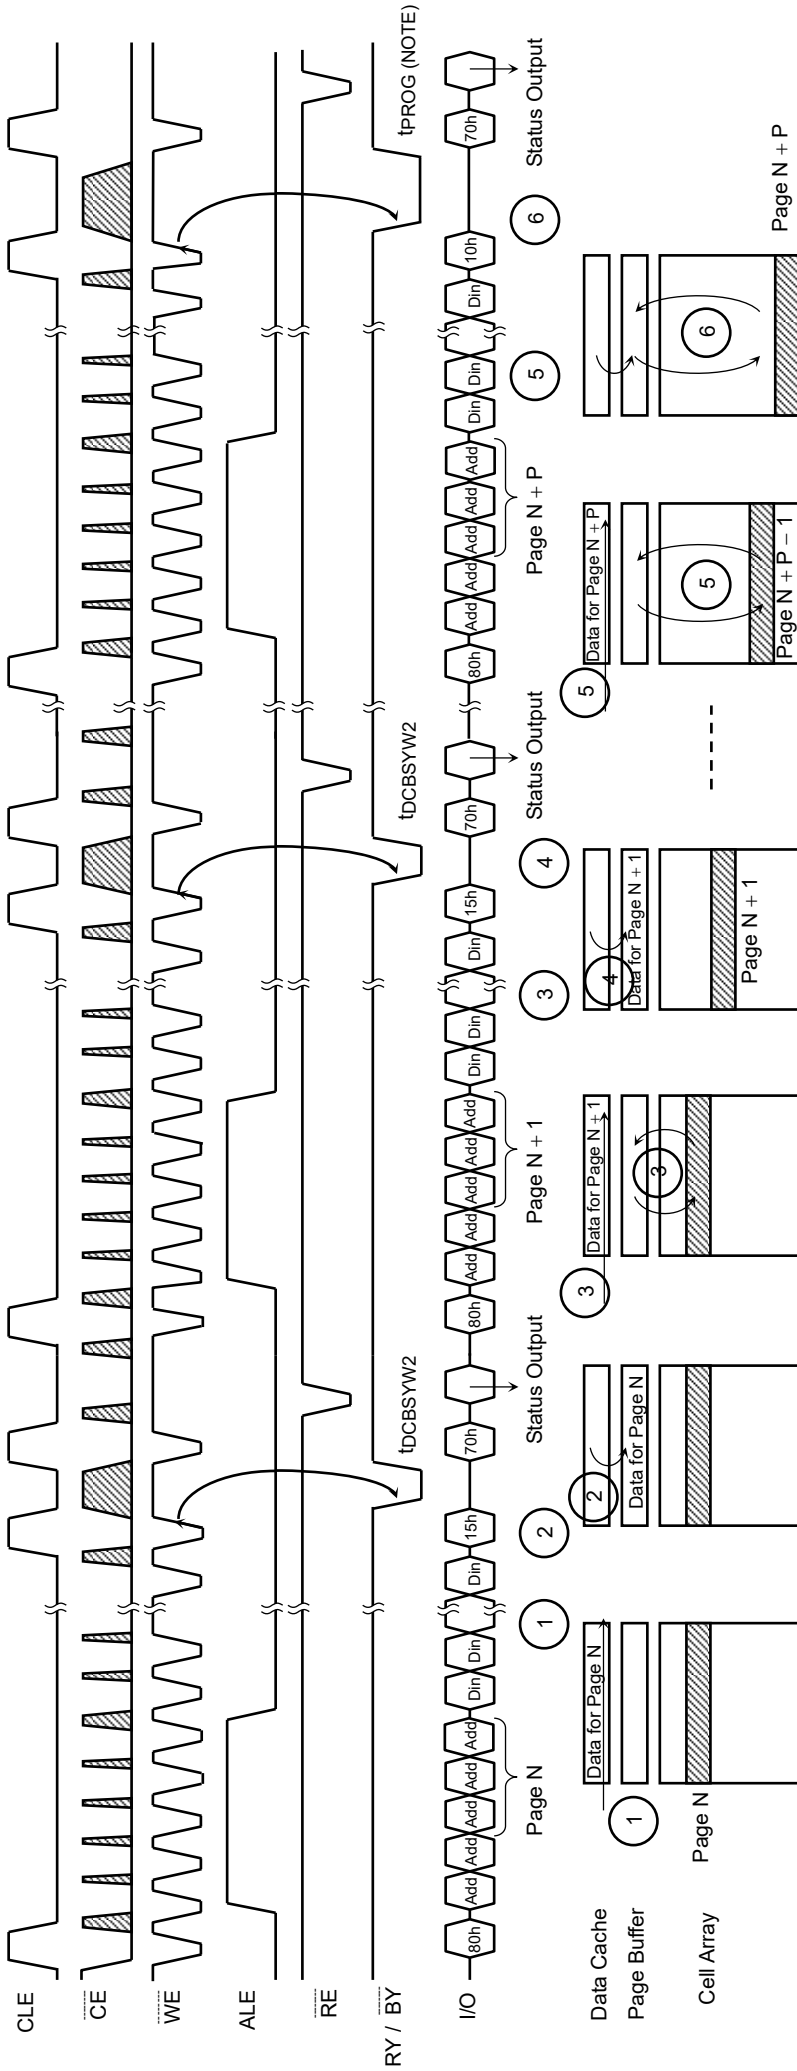 CLE
CE
WE
ALE
RE
RY / BY
tDCBSYW2
tDCBSYW2
tPROG (NOTE)
I/O
80h Add Add Add Add Add Din Din Din 15h 70h
80h Add Add Add Add Add Din Din Din 15h 70h
80h Add Add Add Add Add Din Din Din 10h 70h
Page N
Status Output
Page N + 1
Status Output
Page N + P
Status Output
1
2
3
4
5
6
Data Cache
Page Buffer
Cell Array
Data for Page N
1
Page N
2
Data for Page N
3
Data for Page N + 1
3
4
Data for Page N + 1
Page N + 1
5
Data for Page N + P
5
Page N + P − 1
6
Page N + P